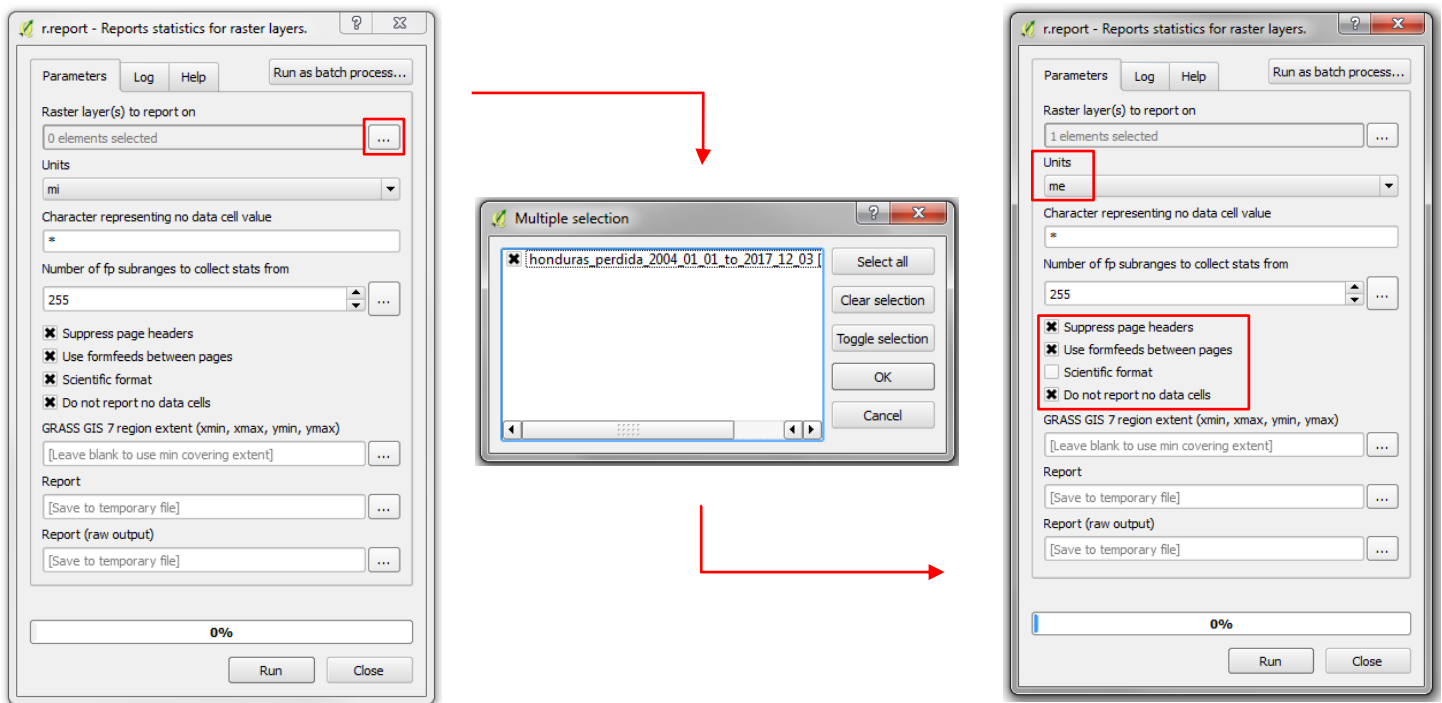 r.report - Reports statistics for raster layers.
Parameters
Log
Help
Run as batch process...
Raster layer(s) to report on
0 elements selected
...
Units
mi
Character representing no data cell value
*
Number of fp subranges to collect stats from
255
...
Suppress page headers
Use formfeeds between pages
Scientific format
Do not report no data cells
GRASS GIS 7 region extent (xmin, xmax, ymin, ymax)
[Leave blank to use min covering extent]
...
Report
[Save to temporary file]
...
Report (raw output)
[Save to temporary file]
...
0%
Run
Close
Multiple selection
honduras_perdida_2004_01_01_to_2017_12_03 [
Select all
Clear selection
Toggle selection
OK
Cancel
r.report - Reports statistics for raster layers.
Parameters
Log
Help
Run as batch process...
Raster layer(s) to report on
1 elements selected
...
Units
me
Character representing no data cell value
*
Number of fp subranges to collect stats from
255
...
Suppress page headers
Use formfeeds between pages
Scientific format
Do not report no data cells
GRASS GIS 7 region extent (xmin, xmax, ymin, ymax)
[Leave blank to use min covering extent]
...
Report
[Save to temporary file]
...
Report (raw output)
[Save to temporary file]
...
0%
Run
Close